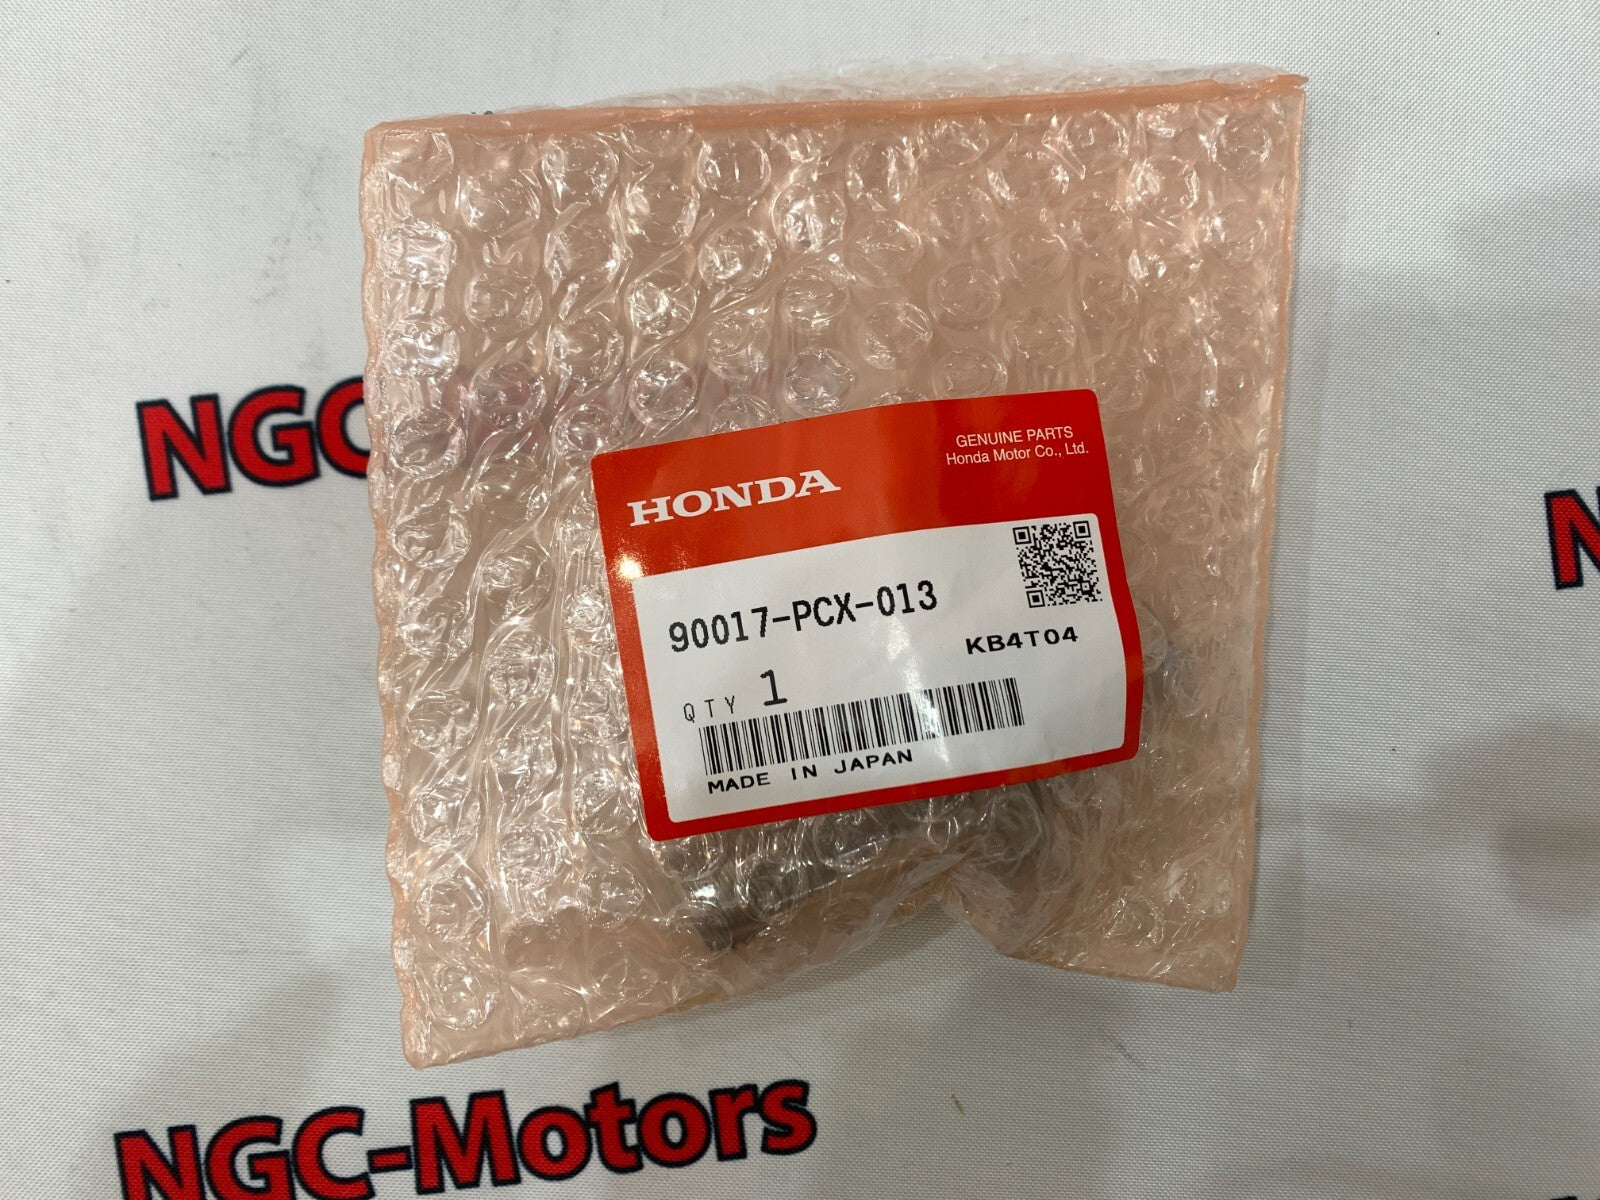 GENUINE PARTS
Honda Motor Co., Ltd.
HONDA
90017-PCX-013
KB4T04
QTY 1
MADE IN JAPAN
NGC
N
NGC-Motors